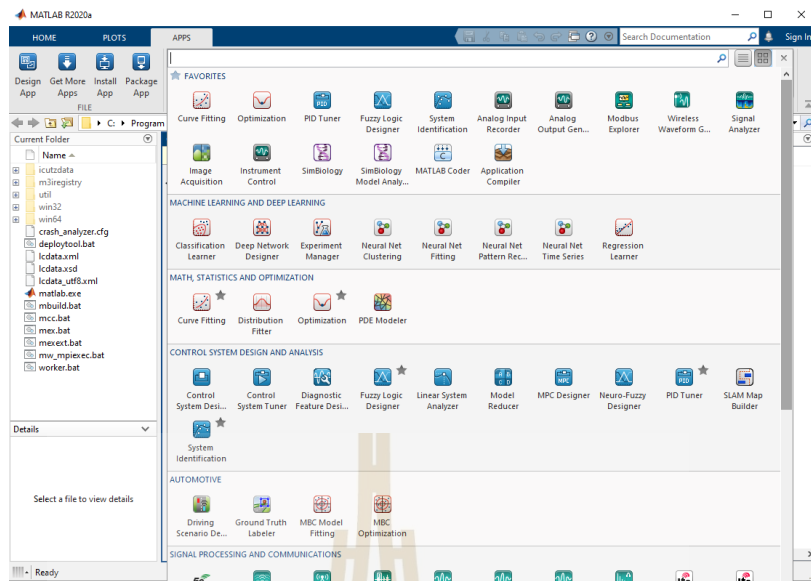 MATLAB R2020a
HOME PLOTS APPS
Search Documentation
Sign In
Design App
Get More Apps
Install App
Package App
FILE
C: Program
Current Folder
Name
icutzdata
m3iregistry
util
win32
win64
crash_analyzer.cfg
deploytool.bat
lcdata.xml
lcdata.xsd
lcdata_utf8.xml
matlab.exe
mbuild.bat
mcc.bat
mex.bat
mexext.bat
mw_mpiexec.bat
worker.bat
Details
Select a file to view details
Ready
FAVORITES
Curve Fitting
Optimization
PID Tuner
Fuzzy Logic Designer
System Identification
Analog Input Recorder
Analog Output Gen...
Modbus Explorer
Wireless Waveform G...
Signal Analyzer
Image Acquisition
Instrument Control
SimBiology
SimBiology Model Analy...
MATLAB Coder
Application Compiler
MACHINE LEARNING AND DEEP LEARNING
Classification Learner
Deep Network Designer
Experiment Manager
Neural Net Clustering
Neural Net Fitting
Neural Net Pattern Rec...
Neural Net Time Series
Regression Learner
MATH, STATISTICS AND OPTIMIZATION
Curve Fitting
Distribution Fitter
Optimization
PDE Modeler
CONTROL SYSTEM DESIGN AND ANALYSIS
Control System Desi...
Control System Tuner
Diagnostic Feature Desi...
Fuzzy Logic Designer
Linear System Analyzer
Model Reducer
MPC Designer
Neuro-Fuzzy Designer
PID Tuner
SLAM Map Builder
System Identification
AUTOMOTIVE
Driving Scenario De...
Ground Truth Labeler
MBC Model Fitting
MBC Optimization
SIGNAL PROCESSING AND COMMUNICATIONS